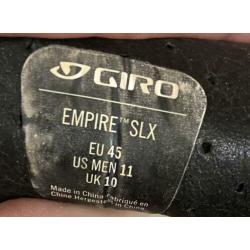 GIRO
EMPIRE™ SLX
EU 45
US MEN 11
UK 10
Made in China Fabriqué en
Chine Hergestellt in China